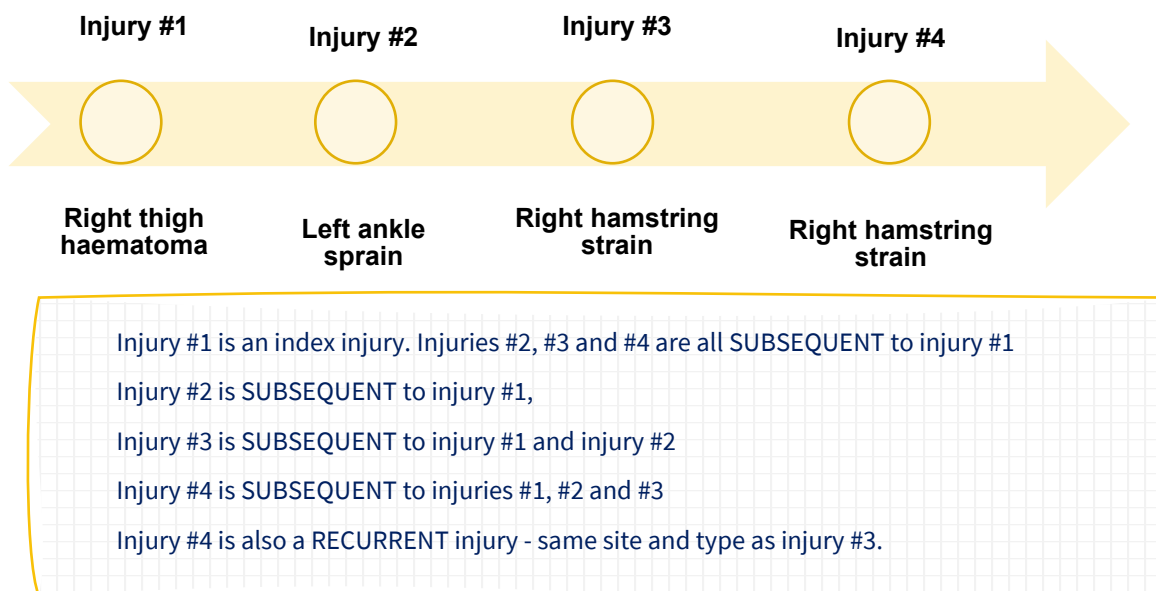 Injury #1
Injury #2
Injury #3
Injury #4
Right thigh
haematoma
Left ankle
sprain
Right hamstring
strain
Right hamstring
strain
Injury #1 is an index injury. Injuries #2, #3 and #4 are all SUBSEQUENT to injury #1
Injury #2 is SUBSEQUENT to injury #1,
Injury #3 is SUBSEQUENT to injury #1 and injury #2
Injury #4 is SUBSEQUENT to injuries #1, #2 and #3
Injury #4 is also a RECURRENT injury - same site and type as injury #3.